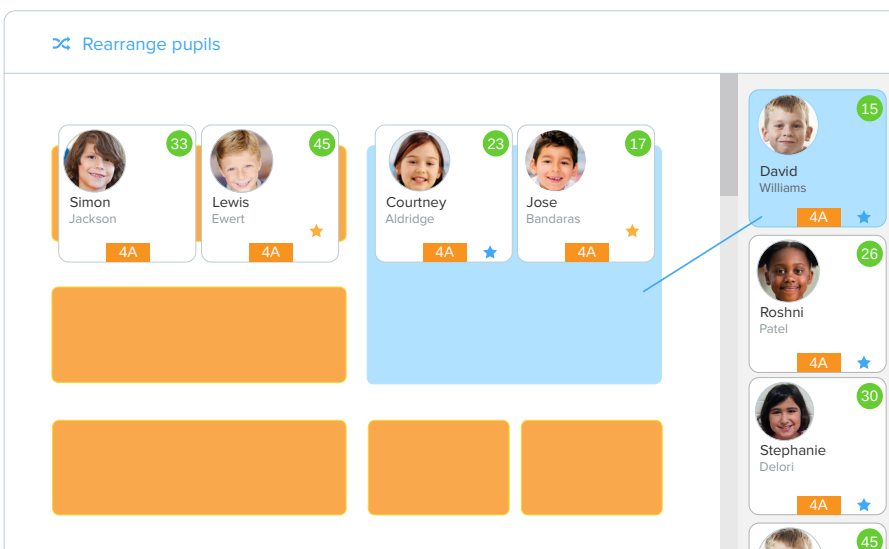 Rearrange pupils
33
Simon
Jackson
4A
45
Lewis
Ewert
4A
23
Courtney
Aldridge
4A
17
Jose
Bandaras
4A
15
David
Williams
4A
26
Roshni
Patel
4A
30
Stephanie
Delori
4A
45